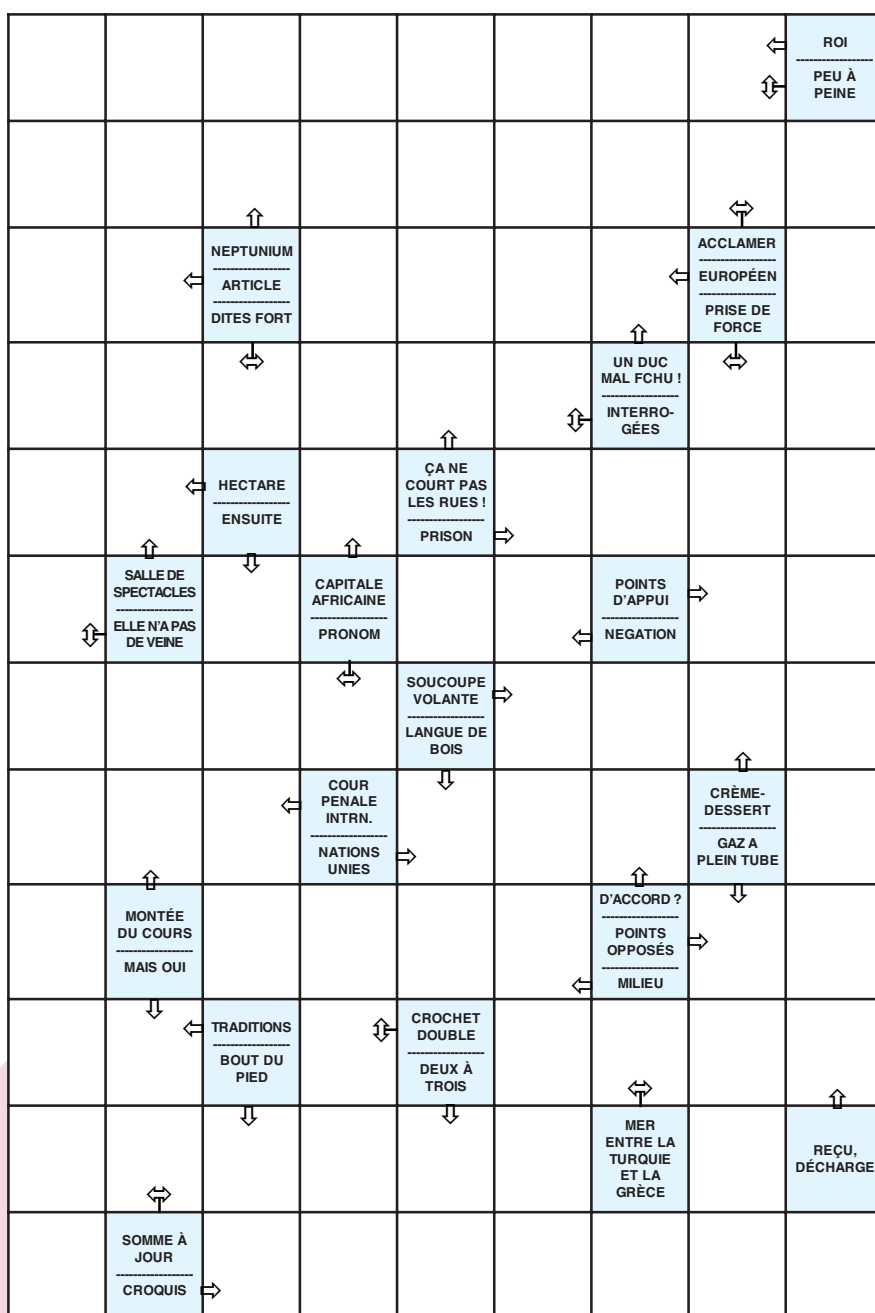 ROI
PEU À
PEINE
NEPTUNIUM
ARTICLE
DITES FORT
ACCLAMER
EUROPÉEN
PRISE DE
FORCE
UN DUC
MAL FCHU !
INTERRO-
GÉES
HECTARE
ENSUITE
ÇA NE
COURT PAS
LES RUES !
PRISON
SALLE DE
SPECTACLES
ELLE N'A PAS
DE VEINE
CAPITALE
AFRICAINE
PRONOM
POINTS
D'APPUI
NEGATION
SOUCOUPE
VOLANTE
LANGUE DE
BOIS
COUR
PENALE
INTRN.
NATIONS
UNIES
CRÈME-
DESSERT
GAZ A
PLEIN TUBE
MONTÉE
DU COURS
MAIS OUI
D'ACCORD ?
POINTS
OPPOSÉS
MILIEU
TRADITIONS
BOUT DU
PIED
CROCHET
DOUBLE
DEUX À
TROIS
MER
ENTRE LA
TURQUIE
ET LA
GRÈCE
REÇU,
DÉCHARGE
SOMME À
JOUR
CROQUIS